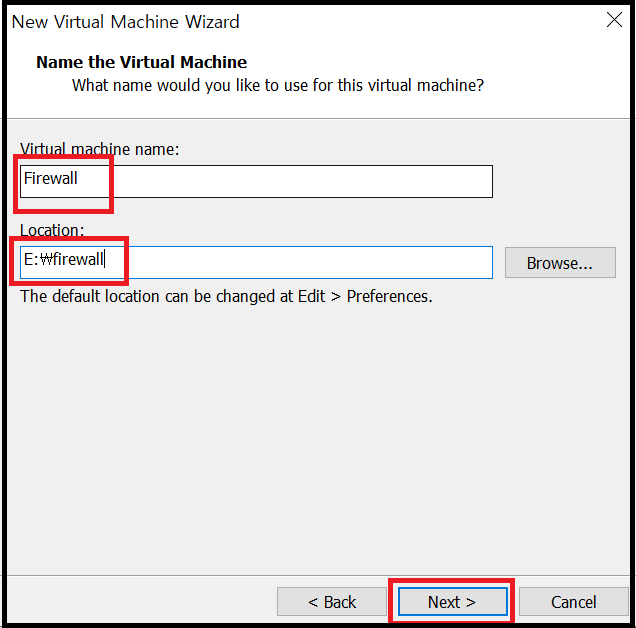 New Virtual Machine Wizard
Name the Virtual Machine
What name would you like to use for this virtual machine?
Virtual machine name:
Firewall
Location:
E:₩firewall
Browse...
The default location can be changed at Edit > Preferences.
< Back
Next >
Cancel